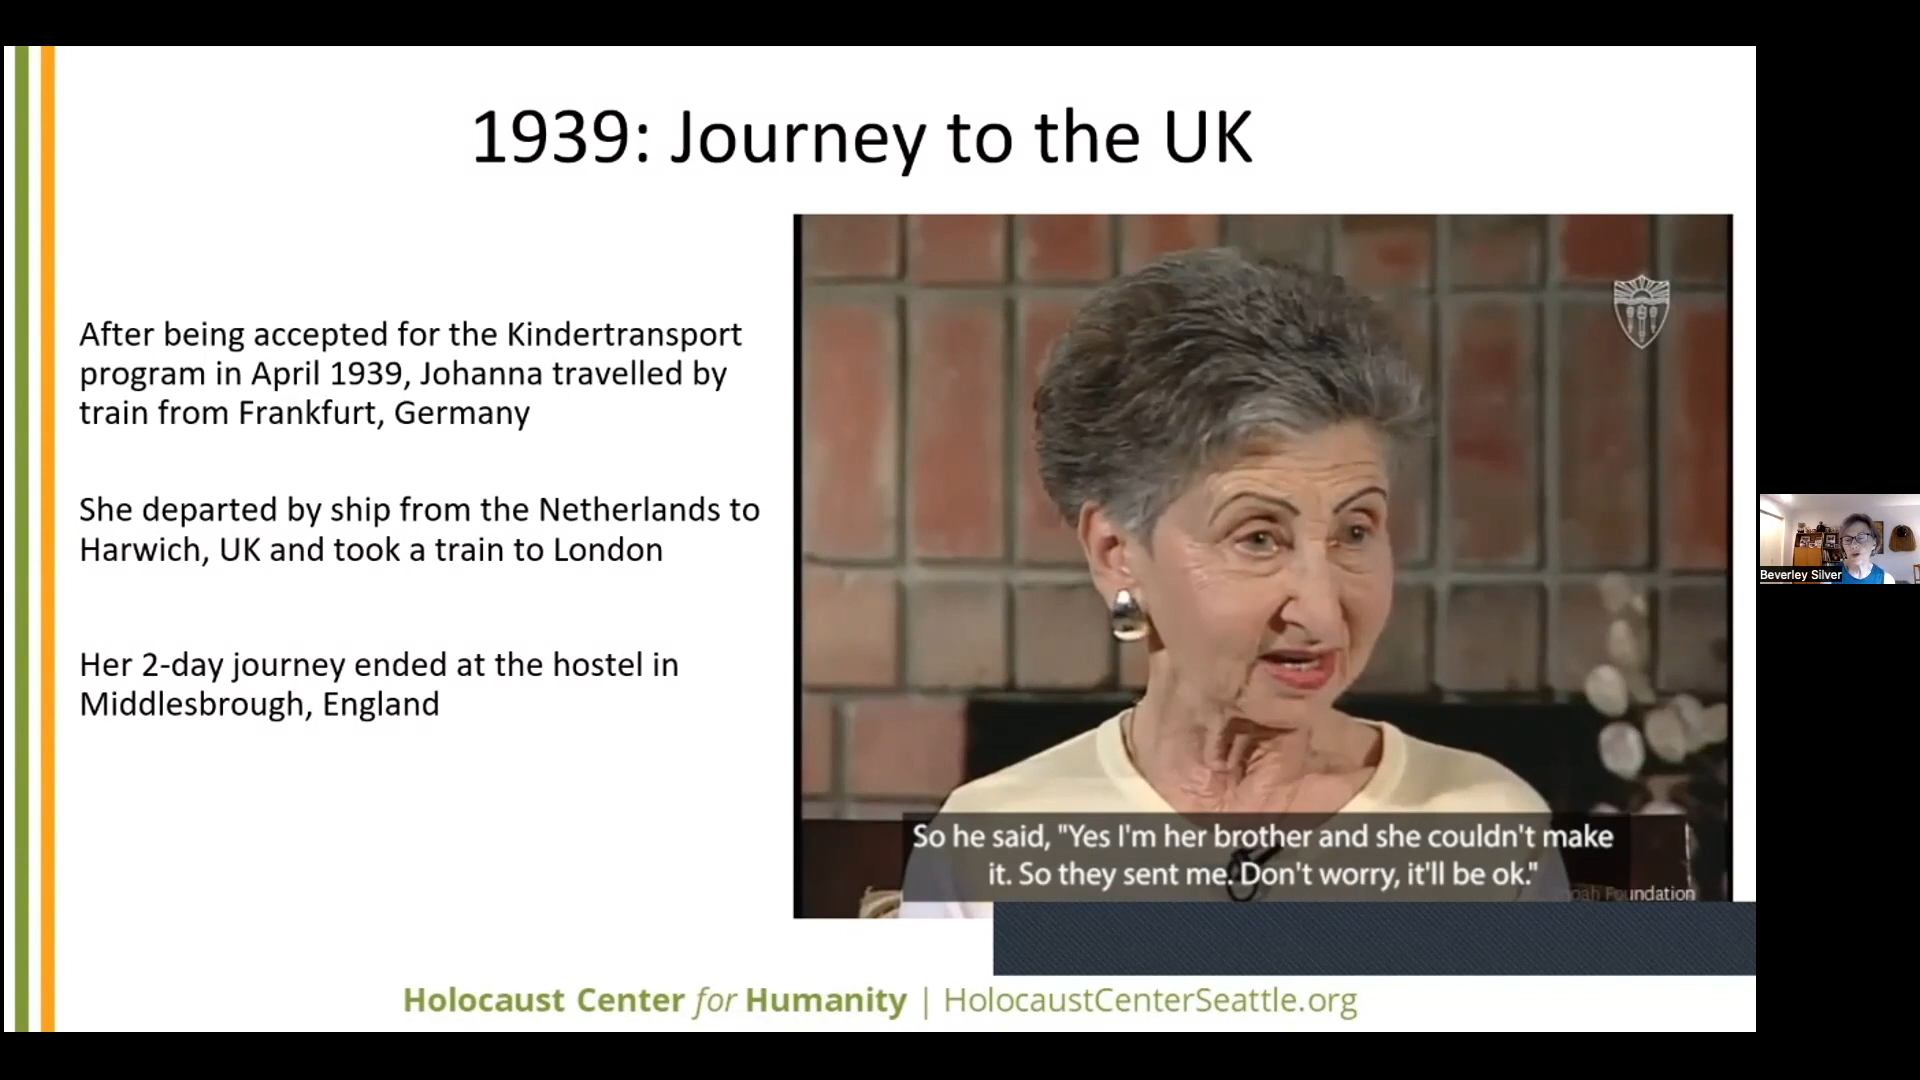 1939: Journey to the UK
After being accepted for the Kindertransport
program in April 1939, Johanna travelled by
train from Frankfurt, Germany
She departed by ship from the Netherlands to
Harwich, UK and took a train to London
Her 2-day journey ended at the hostel in
Middlesbrough, England
So he said, "Yes I'm her brother and she couldn't make
it. So they sent me. Don't worry, it'll be ok."
Foundation
Beverley Silver
Holocaust Center for Humanity | HolocaustCenterSeattle.org